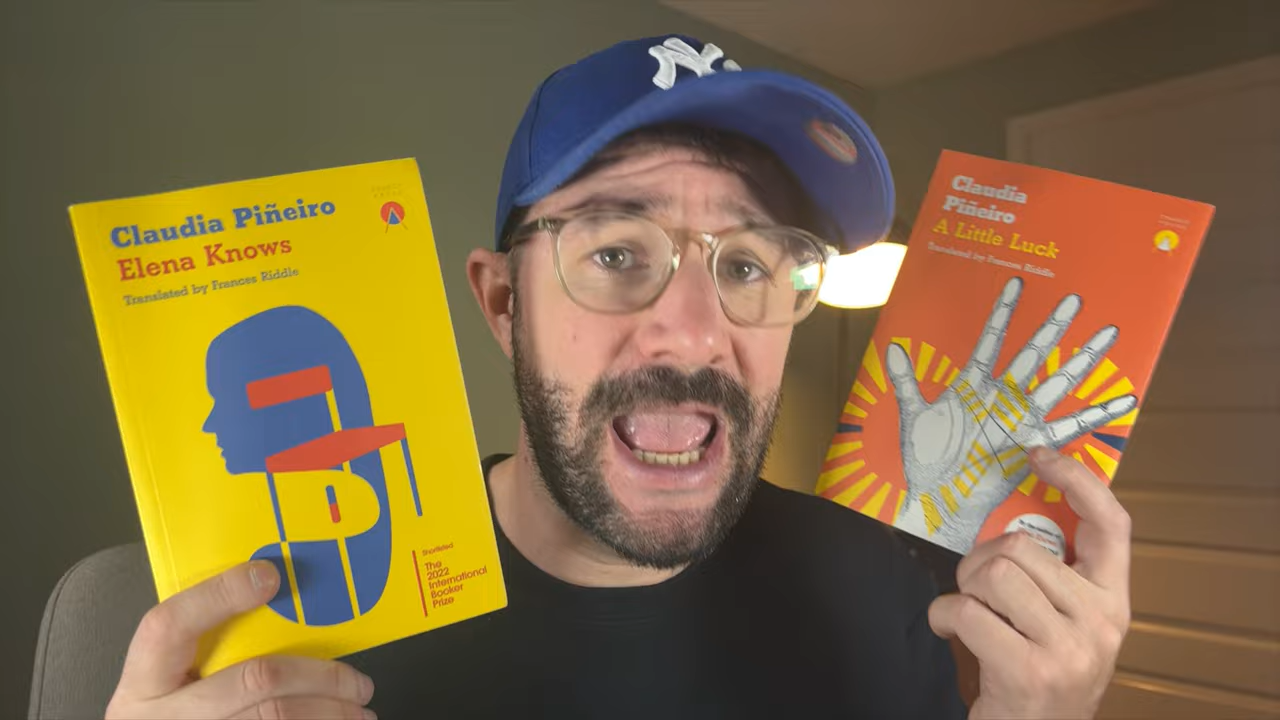 NY
Claudia Piñeiro
Elena Knows
Translated by Frances Riddle
Shortlisted
The
2022
International
Booker
Prize
Claudia
Piñeiro
A Little Luck
Translated by Frances Riddle